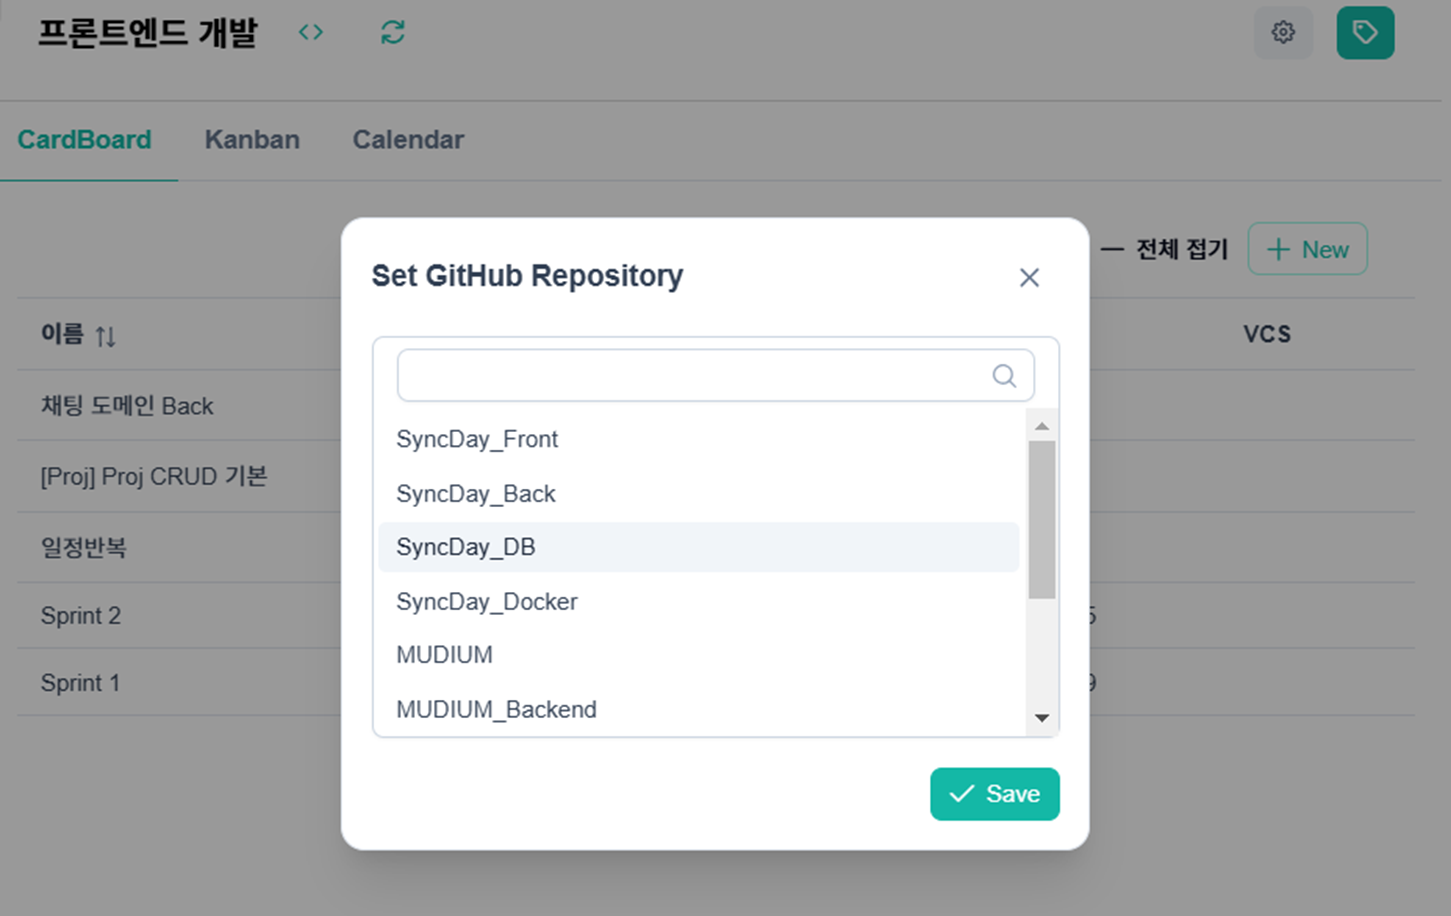 프론트엔드 개발
CardBoard Kanban Calendar
전체 접기 New
Set GitHub Repository
이름 VCS
SyncDay_Front
SyncDay_Back
SyncDay_DB
SyncDay_Docker
MUDIUM
MUDIUM_Backend
Save
채팅 도메인 Back
[Proj] Proj CRUD 기본
일정반복
Sprint 2
Sprint 1